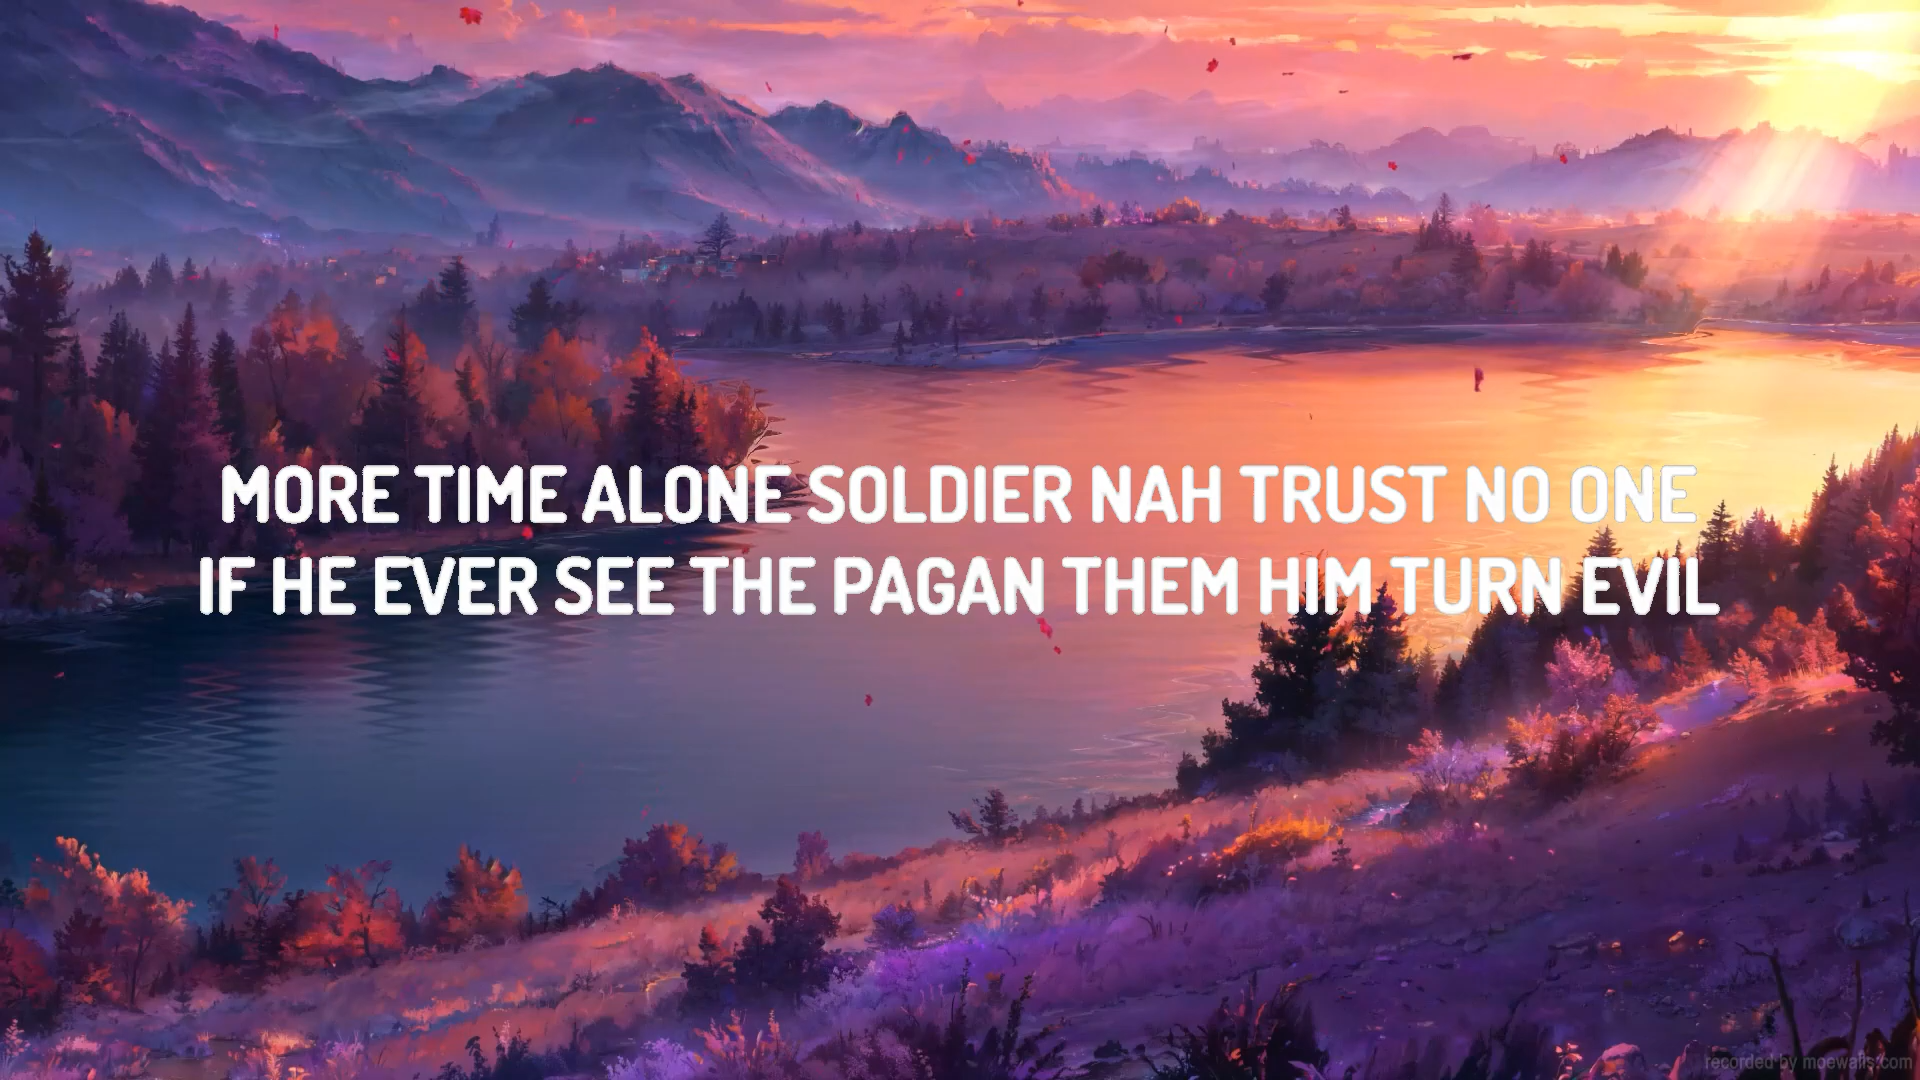 MORE TIME ALONE SOLDIER NAH TRUST NO ONE
IF HE EVER SEE THE PAGAN THEM HIM TURN EVIL
recorded by moewalls.com